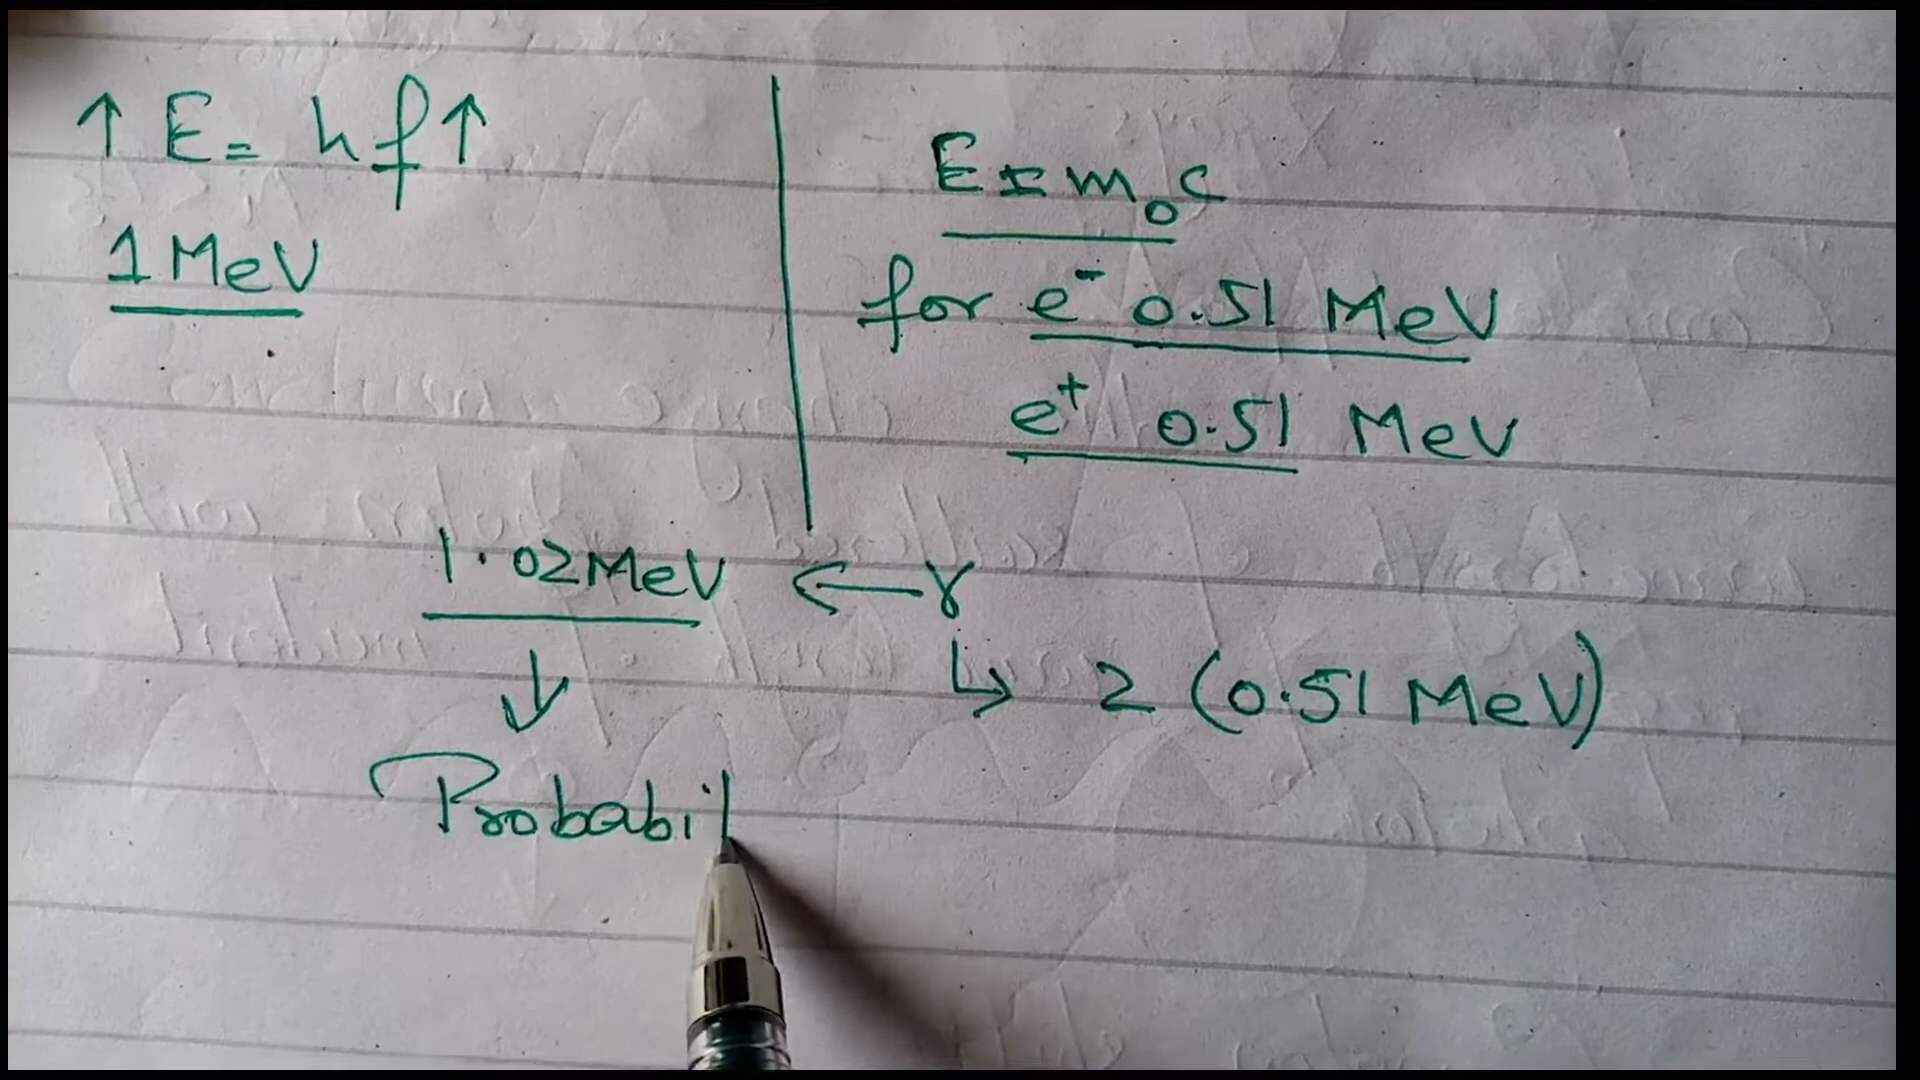 ↑ E = hf ↑
1 MeV
E = m₀c
for e⁻ 0.51 MeV
e⁺ 0.51 MeV
1.02 MeV ← γ
↳ 2 (0.51 MeV)
↓
Probabil